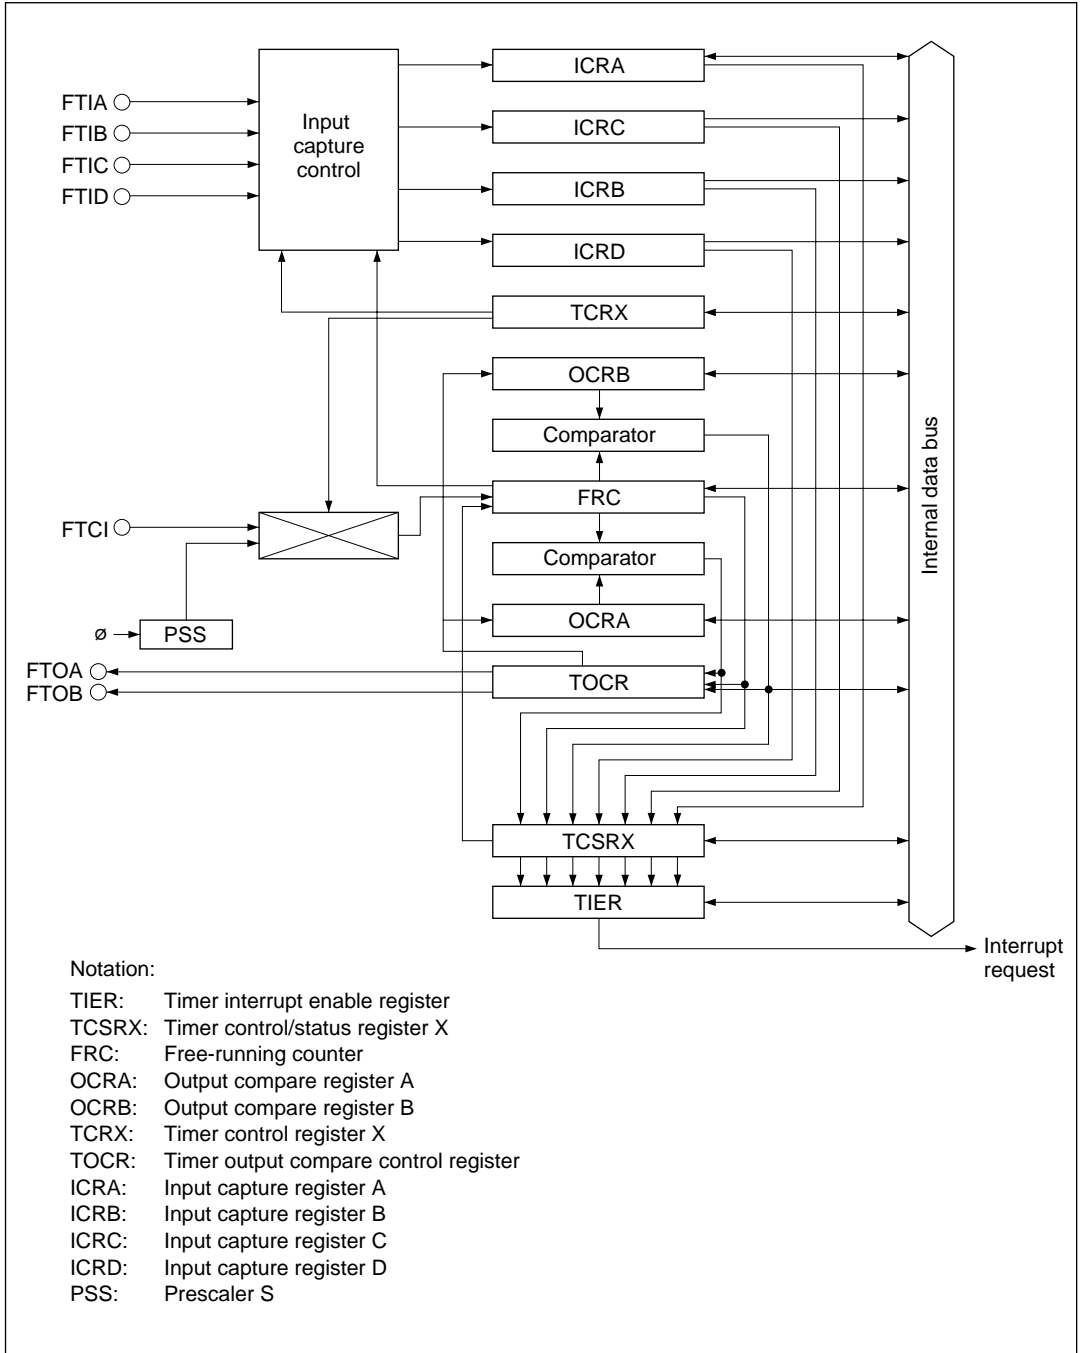 ICRA
FTIA
FTIB
FTIC
FTID
Input
capture
control
ICRC
ICRB
ICRD
TCRX
OCRB
Comparator
FRC
FTCI
Comparator
OCRA
ø
PSS
FTOA
FTOB
TOCR
TCSRX
TIER
Internal data bus
Interrupt
request
Notation:
TIER: Timer interrupt enable register
TCSRX: Timer control/status register X
FRC: Free-running counter
OCRA: Output compare register A
OCRB: Output compare register B
TCRX: Timer control register X
TOCR: Timer output compare control register
ICRA: Input capture register A
ICRB: Input capture register B
ICRC: Input capture register C
ICRD: Input capture register D
PSS: Prescaler S